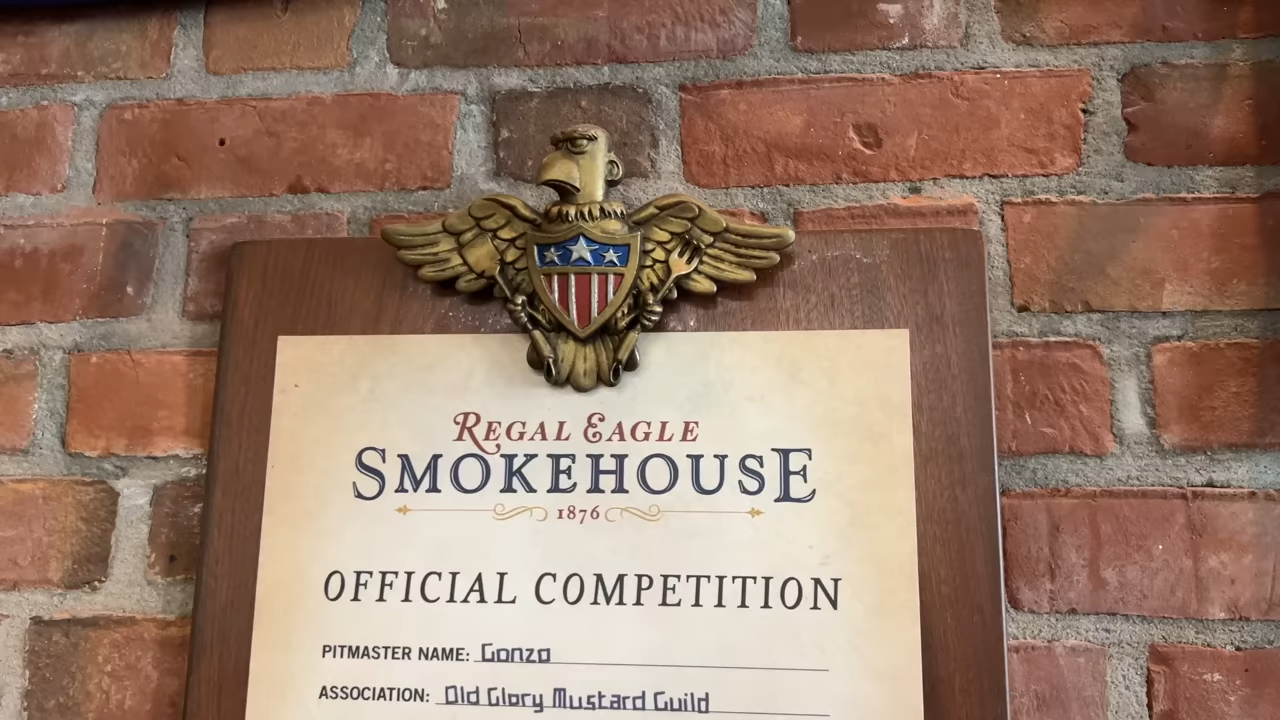 REGAL EAGLE
SMOKEHOUSE
1876
OFFICIAL COMPETITION
PITMASTER NAME: Gonzo
ASSOCIATION: Old Glory Mustard Guild